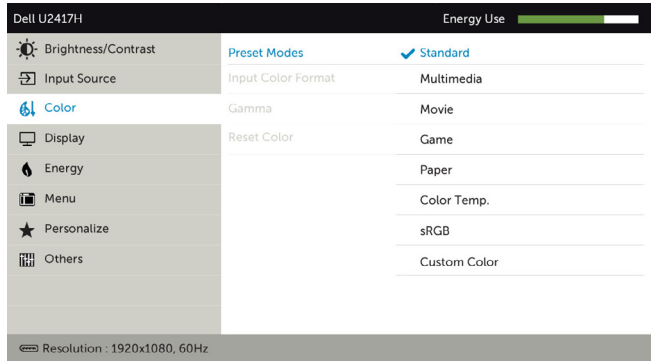 Dell U2417H
Energy Use
Brightness/Contrast
Input Source
Color
Display
Energy
Menu
Personalize
Others
Preset Modes
Input Color Format
Gamma
Reset Color
Standard
Multimedia
Movie
Game
Paper
Color Temp.
sRGB
Custom Color
Resolution : 1920x1080, 60Hz